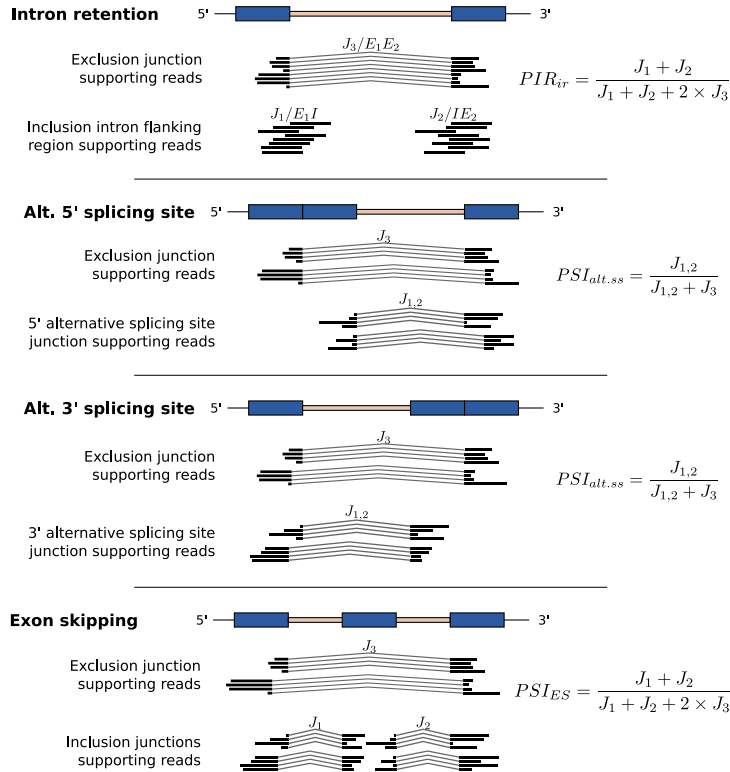 Intron retention
5' 3'
J3/E1E2
Exclusion junction
supporting reads
PIR_ir = (J1 + J2) / (J1 + J2 + 2 × J3)
J1/E1I J2/IE2
Inclusion intron flanking
region supporting reads
Alt. 5' splicing site
5' 3'
J3
Exclusion junction
supporting reads
PSI_alt.ss = J1,2 / (J1,2 + J3)
J1,2
5' alternative splicing site
junction supporting reads
Alt. 3' splicing site
5' 3'
J3
Exclusion junction
supporting reads
PSI_alt.ss = J1,2 / (J1,2 + J3)
J1,2
3' alternative splicing site
junction supporting reads
5' 3'
Exon skipping
J3
Exclusion junction
supporting reads
PSI_ES = (J1 + J2) / (J1 + J2 + 2 × J3)
J1 J2
Inclusion junctions
supporting reads